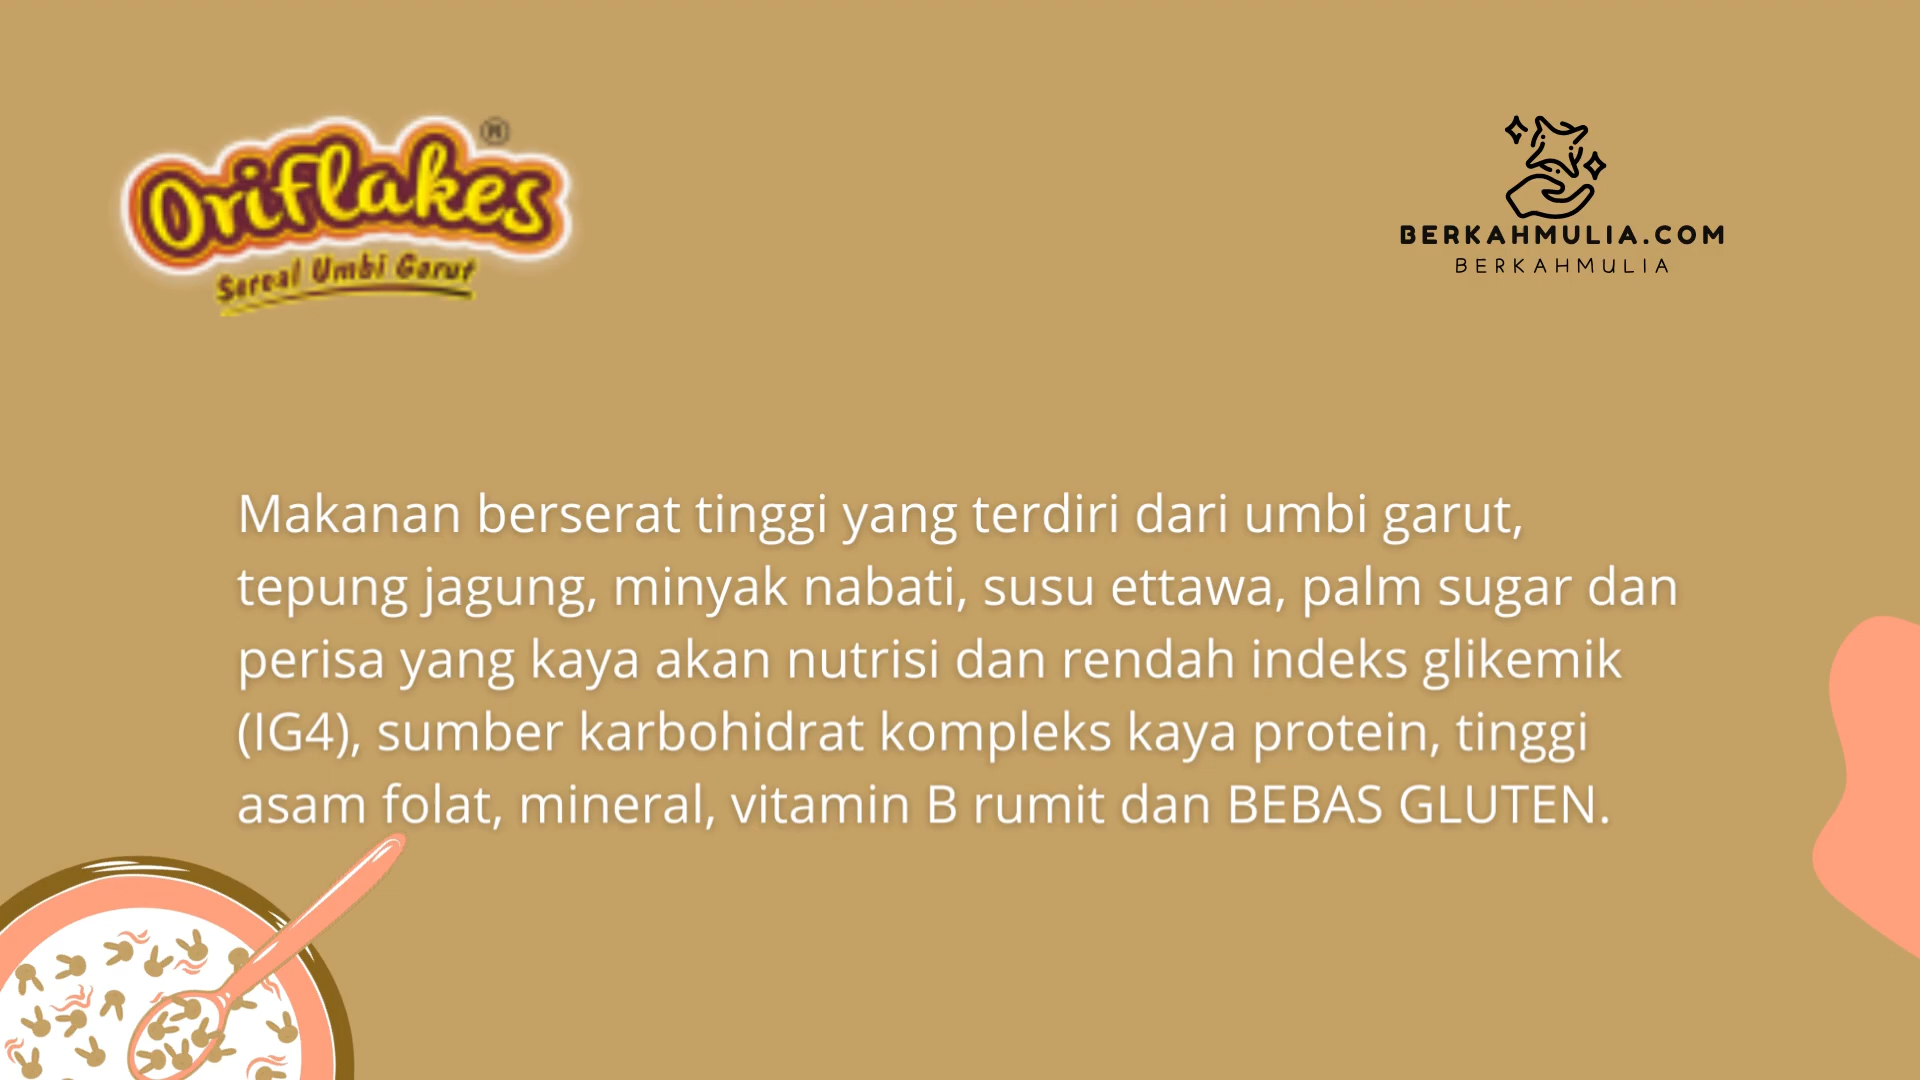 Oriflakes ®
Sereal Umbi Garut
BERKAHMULIA.COM
BERKAHMULIA
Makanan berserat tinggi yang terdiri dari umbi garut,
tepung jagung, minyak nabati, susu ettawa, palm sugar dan
perisa yang kaya akan nutrisi dan rendah indeks glikemik
(IG4), sumber karbohidrat kompleks kaya protein, tinggi
asam folat, mineral, vitamin B rumit dan BEBAS GLUTEN.